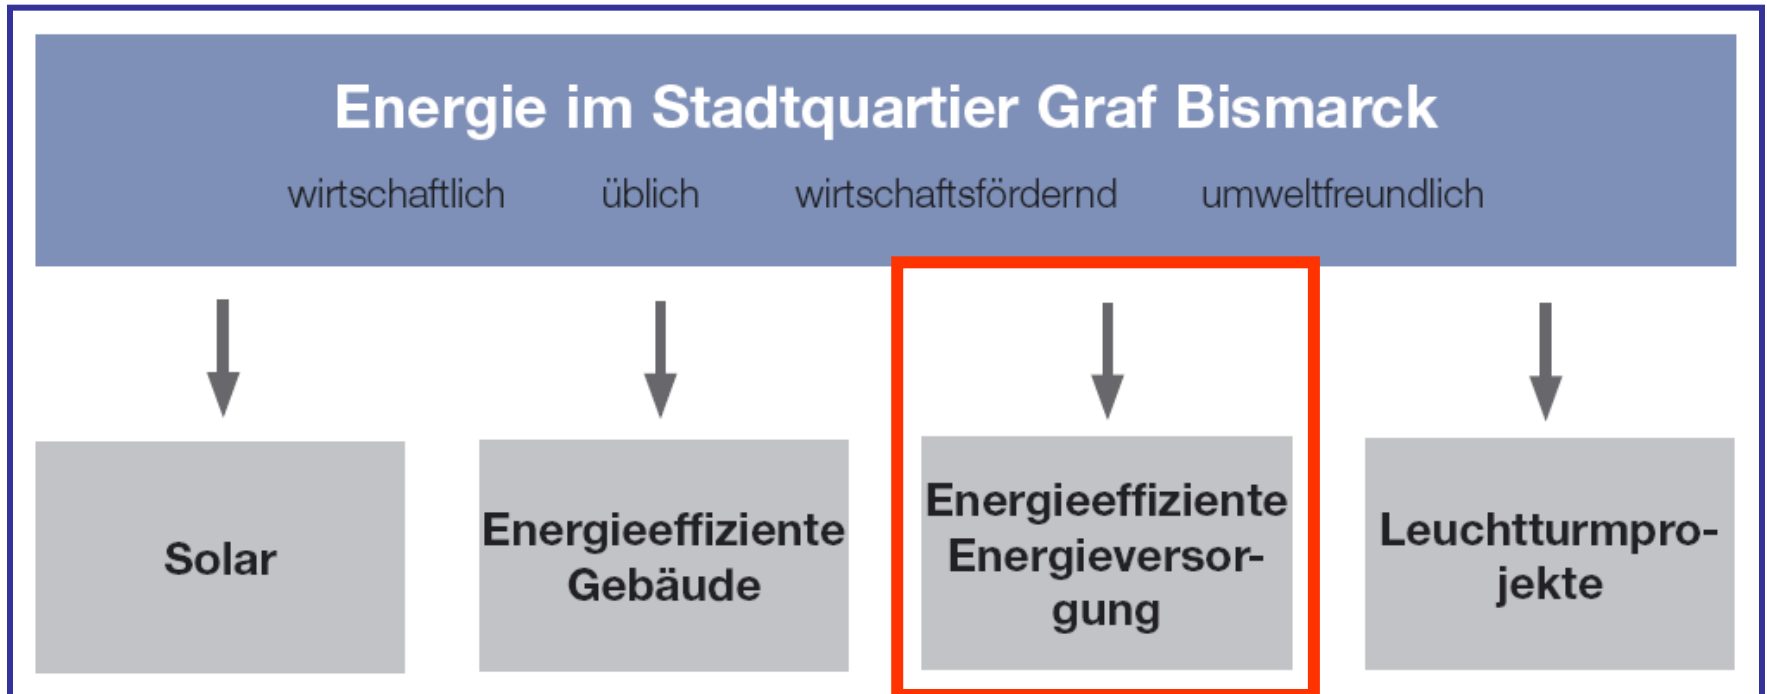 Energie im Stadtquartier Graf Bismarck
wirtschaftlich üblich wirtschaftsfördernd umweltfreundlich
Solar
Energieeffiziente
Gebäude
Energieeffiziente
Energieversor-
gung
Leuchtturmpro-
jekte